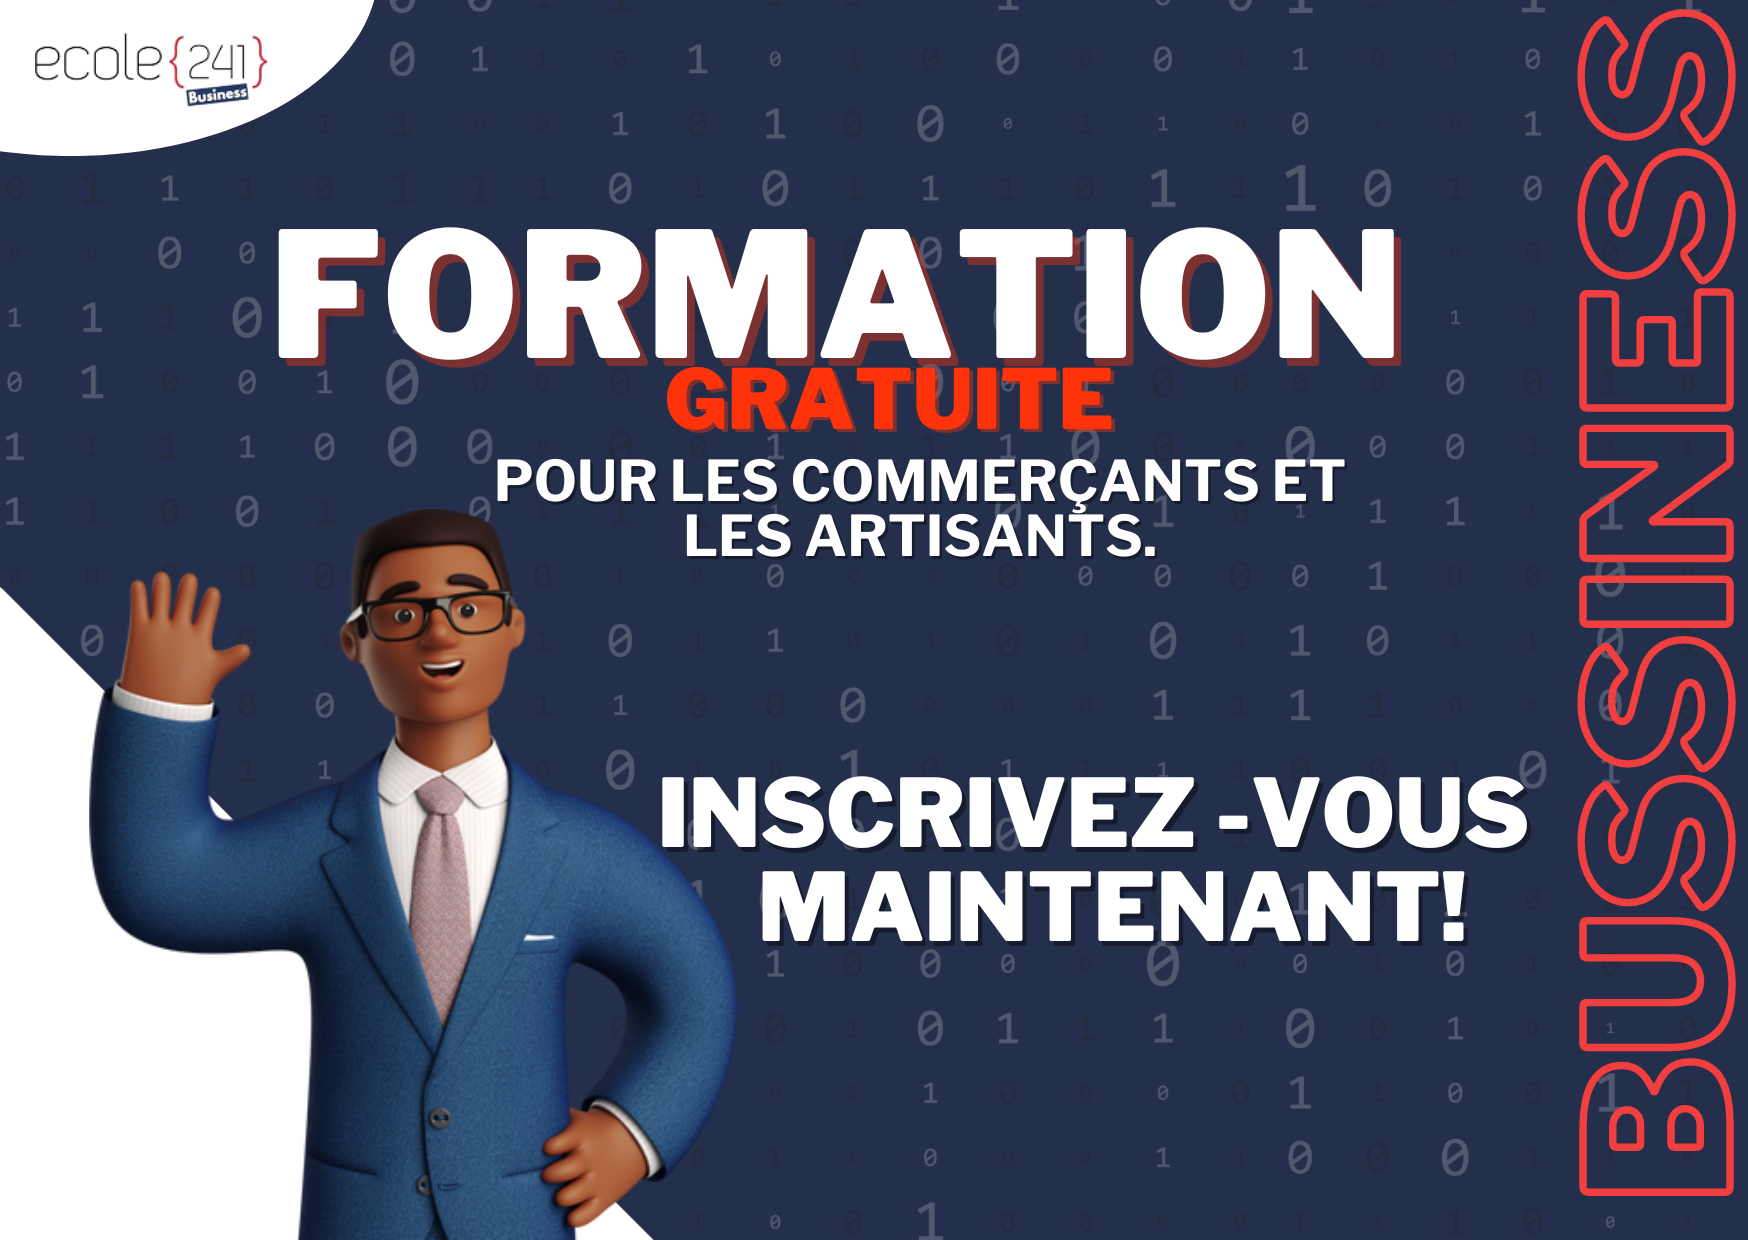 ecole{241}
Business
FORMATION
GRATUITE
POUR LES COMMERÇANTS ET
LES ARTISANTS.
INSCRIVEZ -VOUS
MAINTENANT!
BUSSINESS